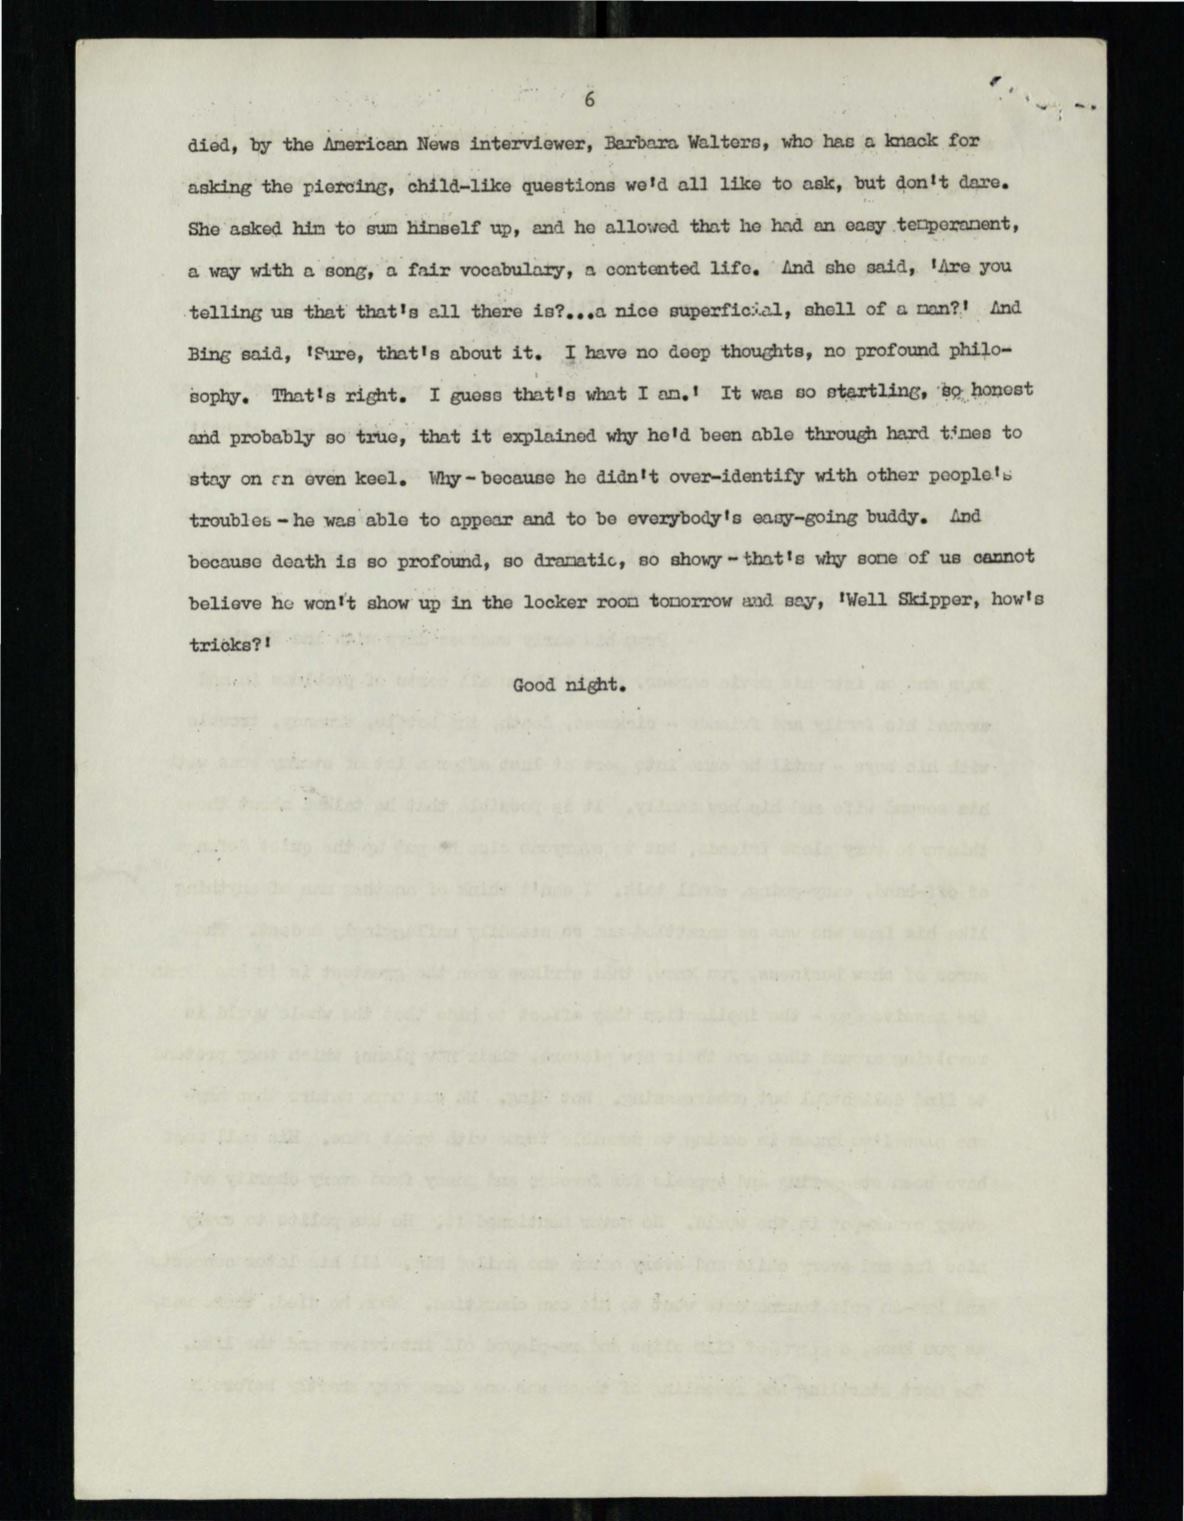 6
died, by the American News interviewer, Barbara Walters, who has a knack for
asking the piercing, child-like questions we'd all like to ask, but don't dare.
She asked him to sum himself up, and he allowed that he had an easy temperament,
a way with a song, a fair vocabulary, a contented life. And she said, 'Are you
telling us that that's all there is?...a nice superficial, shell of a man?' And
Bing said, 'Sure, that's about it. I have no deep thoughts, no profound philo-
sophy. That's right. I guess that's what I am.' It was so startling, so honest
and probably so true, that it explained why he'd been able through hard times to
stay on an even keel. Why - because he didn't over-identify with other people's
troubles - he was able to appear and to be everybody's easy-going buddy. And
because death is so profound, so dramatic, so showy - that's why some of us cannot
believe he won't show up in the locker room tomorrow and say, 'Well Skipper, how's
tricks?'
Good night.